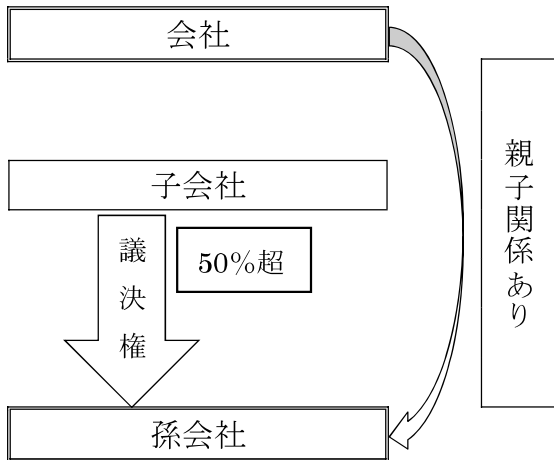 会社
子会社
議決権
50%超
孫会社
親子関係あり